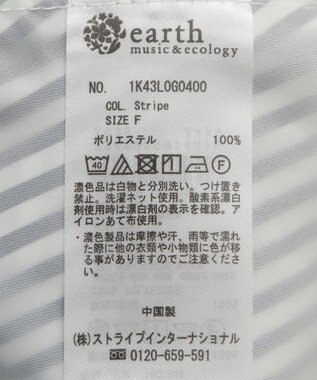 earth
music&ecology
NO. 1K43L0G0400
COL. Stripe
SIZE F
ポリエステル 100%
40 F
濃色品は白物と分別洗い。つけ置き
禁止。洗濯ネット使用。酸素系漂白
剤使用時は漂白剤の表示を確認。ア
イロンあて布使用。
・濃色製品は摩擦や汗、雨等で濡れ
た際に他の衣類や小物類に色が移
る事がありますのでご注意くださ
い。
中国製
(株)ストライプインターナショナル
0120-659-591